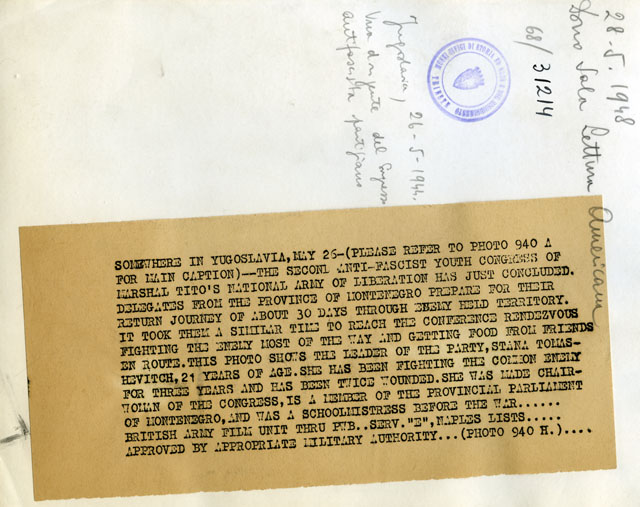 28-5.1948
Dono Sala Lettura Americana
68/31214
Jugoslavia, 26-5-1944.
Una dirigente del
antifascista partigiano
SOMEWHERE IN YUGOSLAVIA,MAY 26-(PLEASE REFER TO PHOTO 940 A
FOR MAIN CAPTION)--THE SECOND ANTI-FASCIST YOUTH CONGRESS OF
MARSHAL TITO'S NATIONAL ARMY OF LIBERATION HAS JUST CONCLUDED.
DELEGATES FROM THE PROVINCE OF MONTENEGRO PREPARE FOR THEIR
RETURN JOURNEY OF ABOUT 30 DAYS THROUGH ENEMY HELD TERRITORY.
IT TOOK THEM A SIMILAR TIME TO REACH THE CONFERENCE RENDEZVOUS
FIGHTING THE ENEMY MOST OF THE WAY AND GETTING FOOD FROM FRIENDS
EN ROUTE.THIS PHOTO SHOWS THE LEADER OF THE PARTY,STANA TOMAS-
HEVITCH,21 YEARS OF AGE.SHE HAS BEEN FIGHTING THE COMMON ENEMY
FOR THREE YEARS AND HAS BEEN TWICE WOUNDED.SHE WAS MADE CHAIR-
WOMAN OF THE CONGRESS,IS A MEMBER OF THE PROVINCIAL PARLIAMENT
OF MONTENEGRO,AND WAS A SCHOOLMISTRESS BEFORE THE WAR......
BRITISH ARMY FILM UNIT THRU PWB..SERV."E",NAPLES LISTS.....
APPROVED BY APPROPRIATE MILITARY AUTHORITY...(PHOTO 940 H.)....